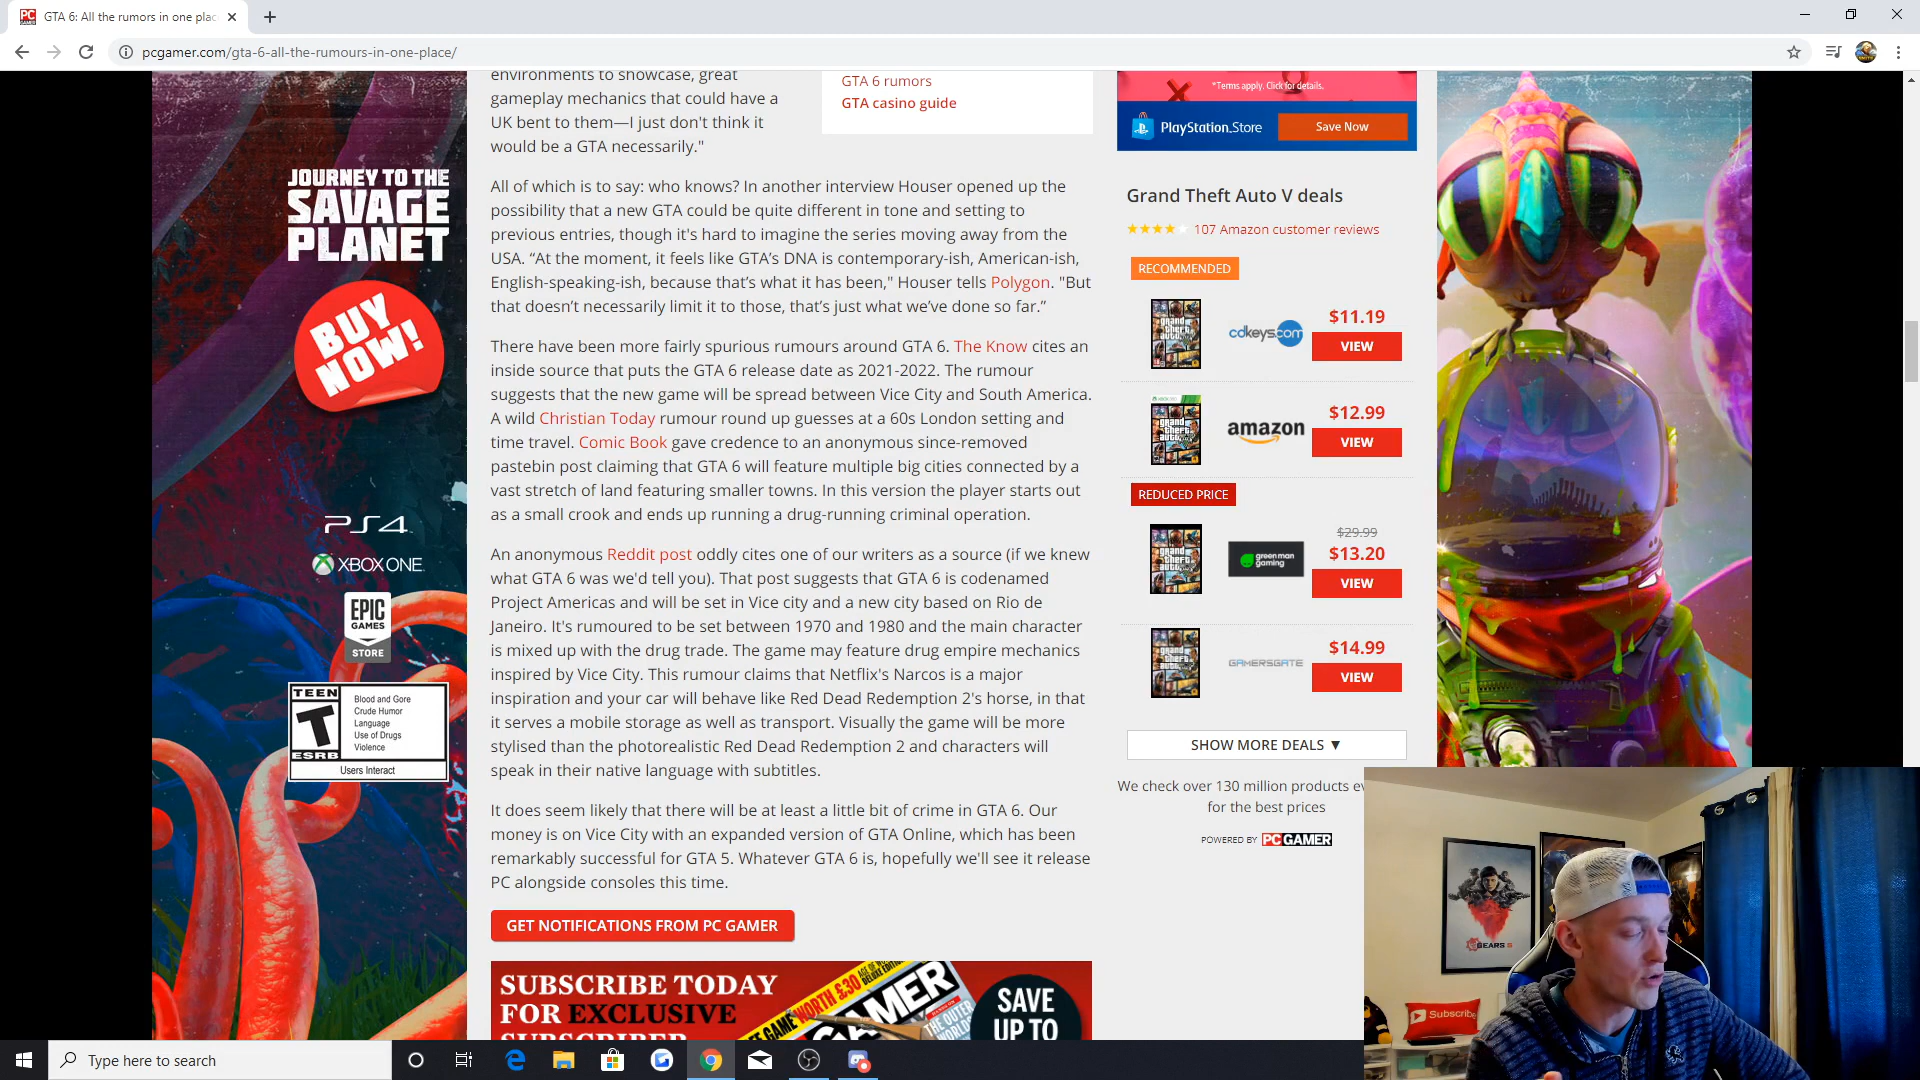 GTA 6: All the rumors in one plac
pcgamer.com/gta-6-all-the-rumours-in-one-place/
JOURNEY TO THE
SAVAGE
PLANET
BUY
NOW!
PS4
XBOX ONE
EPIC
GAMES
STORE
TEEN
T
ESRB
Blood and Gore
Crude Humor
Language
Use of Drugs
Violence
Users Interact
environments to showcase, great
gameplay mechanics that could have a
UK bent to them—I just don't think it
would be a GTA necessarily."
GTA 6 rumors
GTA casino guide
All of which is to say: who knows? In another interview Houser opened up the
possibility that a new GTA could be quite different in tone and setting to
previous entries, though it's hard to imagine the series moving away from the
USA. “At the moment, it feels like GTA’s DNA is contemporary-ish, American-ish,
English-speaking-ish, because that’s what it has been," Houser tells Polygon. "But
that doesn’t necessarily limit it to those, that’s just what we’ve done so far.”
There have been more fairly spurious rumours around GTA 6. The Know cites an
inside source that puts the GTA 6 release date as 2021-2022. The rumour
suggests that the new game will be spread between Vice City and South America.
A wild Christian Today rumour round up guesses at a 60s London setting and
time travel. Comic Book gave credence to an anonymous since-removed
pastebin post claiming that GTA 6 will feature multiple big cities connected by a
vast stretch of land featuring smaller towns. In this version the player starts out
as a small crook and ends up running a drug-running criminal operation.
An anonymous Reddit post oddly cites one of our writers as a source (if we knew
what GTA 6 was we'd tell you). That post suggests that GTA 6 is codenamed
Project Americas and will be set in Vice city and a new city based on Rio de
Janeiro. It's rumoured to be set between 1970 and 1980 and the main character
is mixed up with the drug trade. The game may feature drug empire mechanics
inspired by Vice City. This rumour claims that Netflix's Narcos is a major
inspiration and your car will behave like Red Dead Redemption 2's horse, in that
it serves a mobile storage as well as transport. Visually the game will be more
stylised than the photorealistic Red Dead Redemption 2 and characters will
speak in their native language with subtitles.
It does seem likely that there will be at least a little bit of crime in GTA 6. Our
money is on Vice City with an expanded version of GTA Online, which has been
remarkably successful for GTA 5. Whatever GTA 6 is, hopefully we'll see it release
PC alongside consoles this time.
GET NOTIFICATIONS FROM PC GAMER
SUBSCRIBE TODAY
FOR EXCLUSIVE
SUBSCRIBER
GAME WORTH £30
GAMER
THE OUTER
SAVE
UP TO
*Terms apply. Click for details.
PlayStation Store
Save Now
Grand Theft Auto V deals
107 Amazon customer reviews
RECOMMENDED
cdkeys.com
$11.19
VIEW
amazon
$12.99
VIEW
REDUCED PRICE
green man
gaming
$29.99
$13.20
VIEW
GAMERSGATE
$14.99
VIEW
SHOW MORE DEALS ▼
We check over 130 million products ev
for the best prices
POWERED BY PC GAMER
GEARS 5
Subscribe
Type here to search